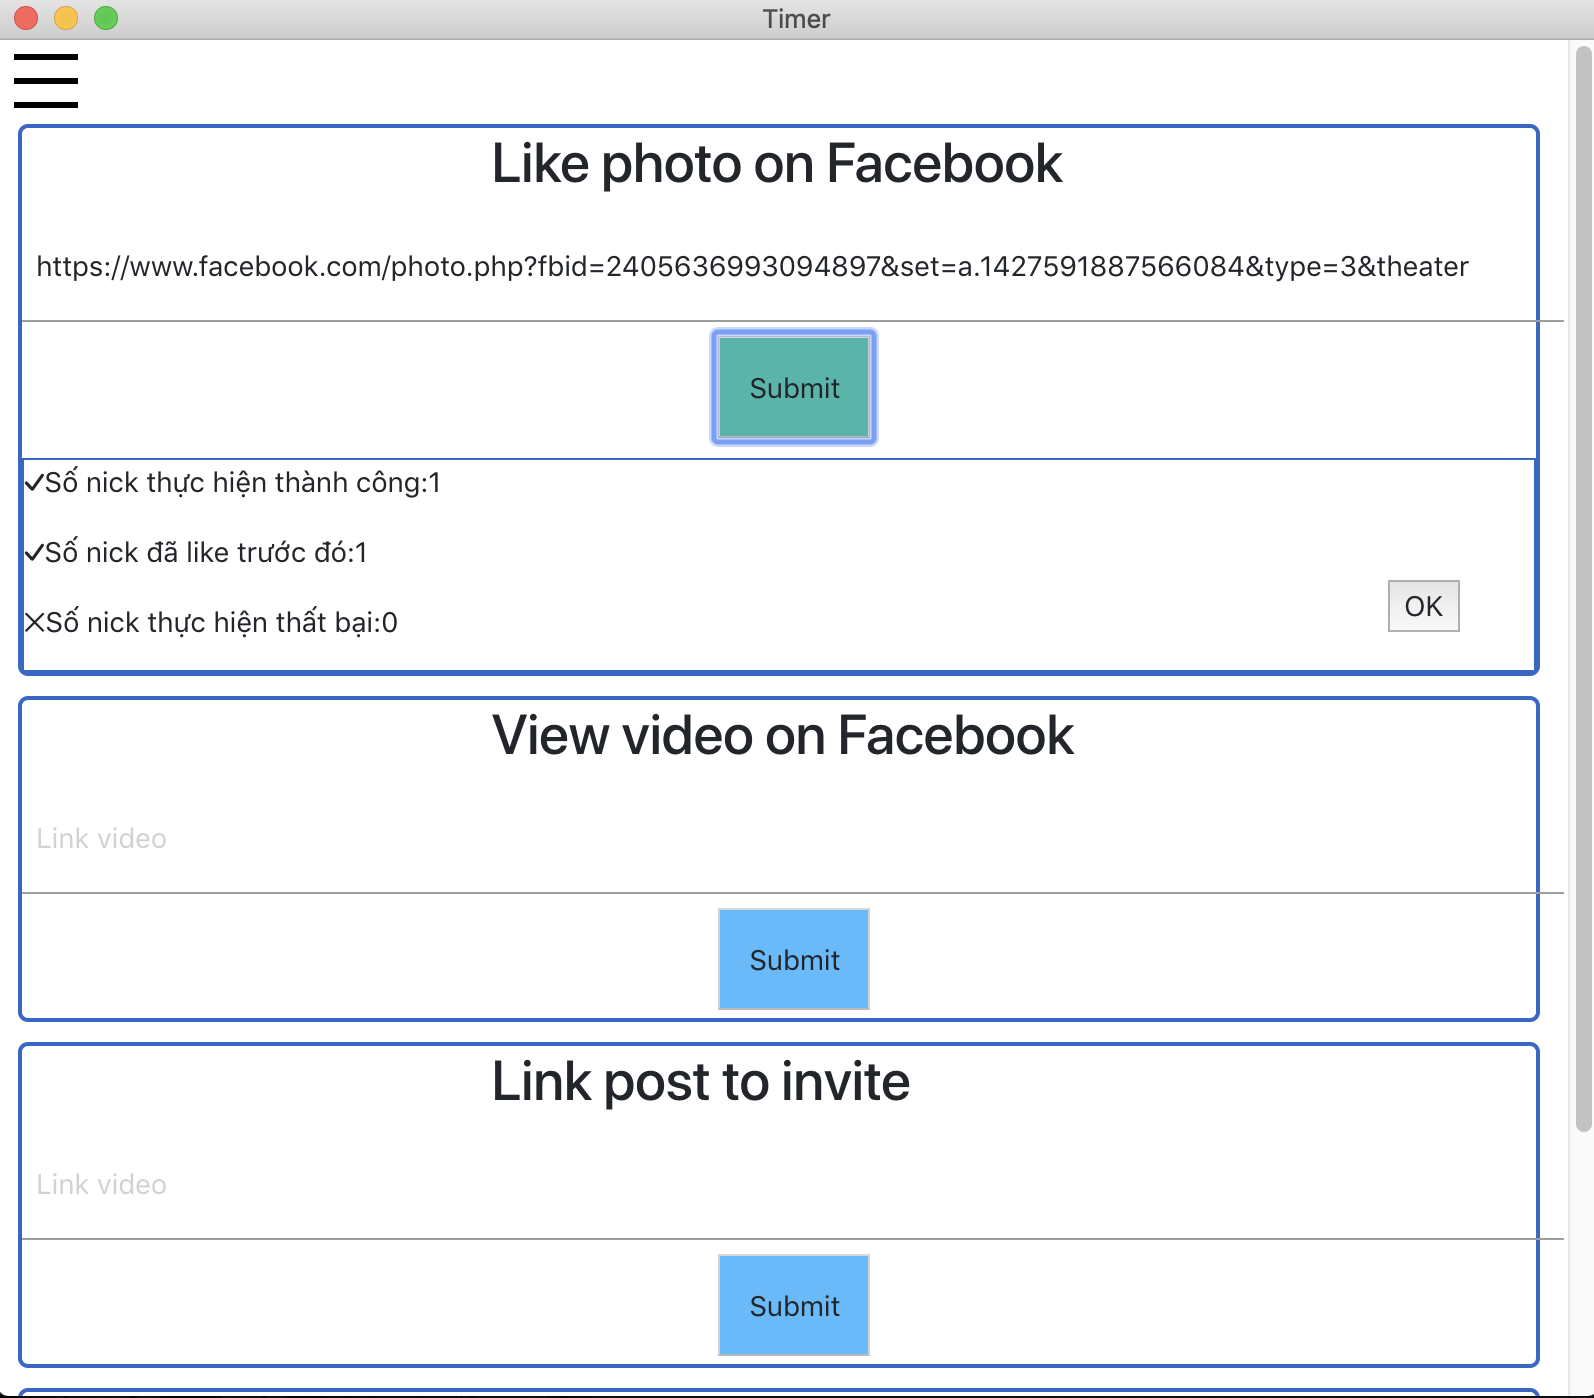 Timer
Like photo on Facebook
https://www.facebook.com/photo.php?fbid=2405636993094897&set=a.1427591887566084&type=3&theater
Submit
✓Số nick thực hiện thành công:1
✓Số nick đã like trước đó:1
✕Số nick thực hiện thất bại:0
OK
View video on Facebook
Link video
Submit
Link post to invite
Link video
Submit